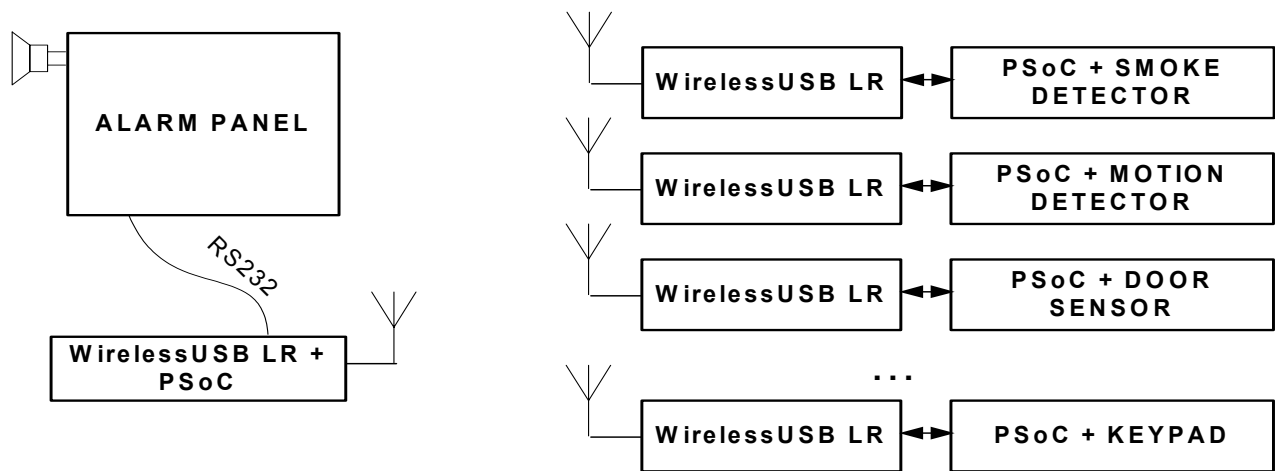 ALARM PANEL
RS232
WirelessUSB LR +
PSoC
WirelessUSB LR
PSoC + SMOKE
DETECTOR
WirelessUSB LR
PSoC + MOTION
DETECTOR
WirelessUSB LR
PSoC + DOOR
SENSOR
...
WirelessUSB LR
PSoC + KEYPAD